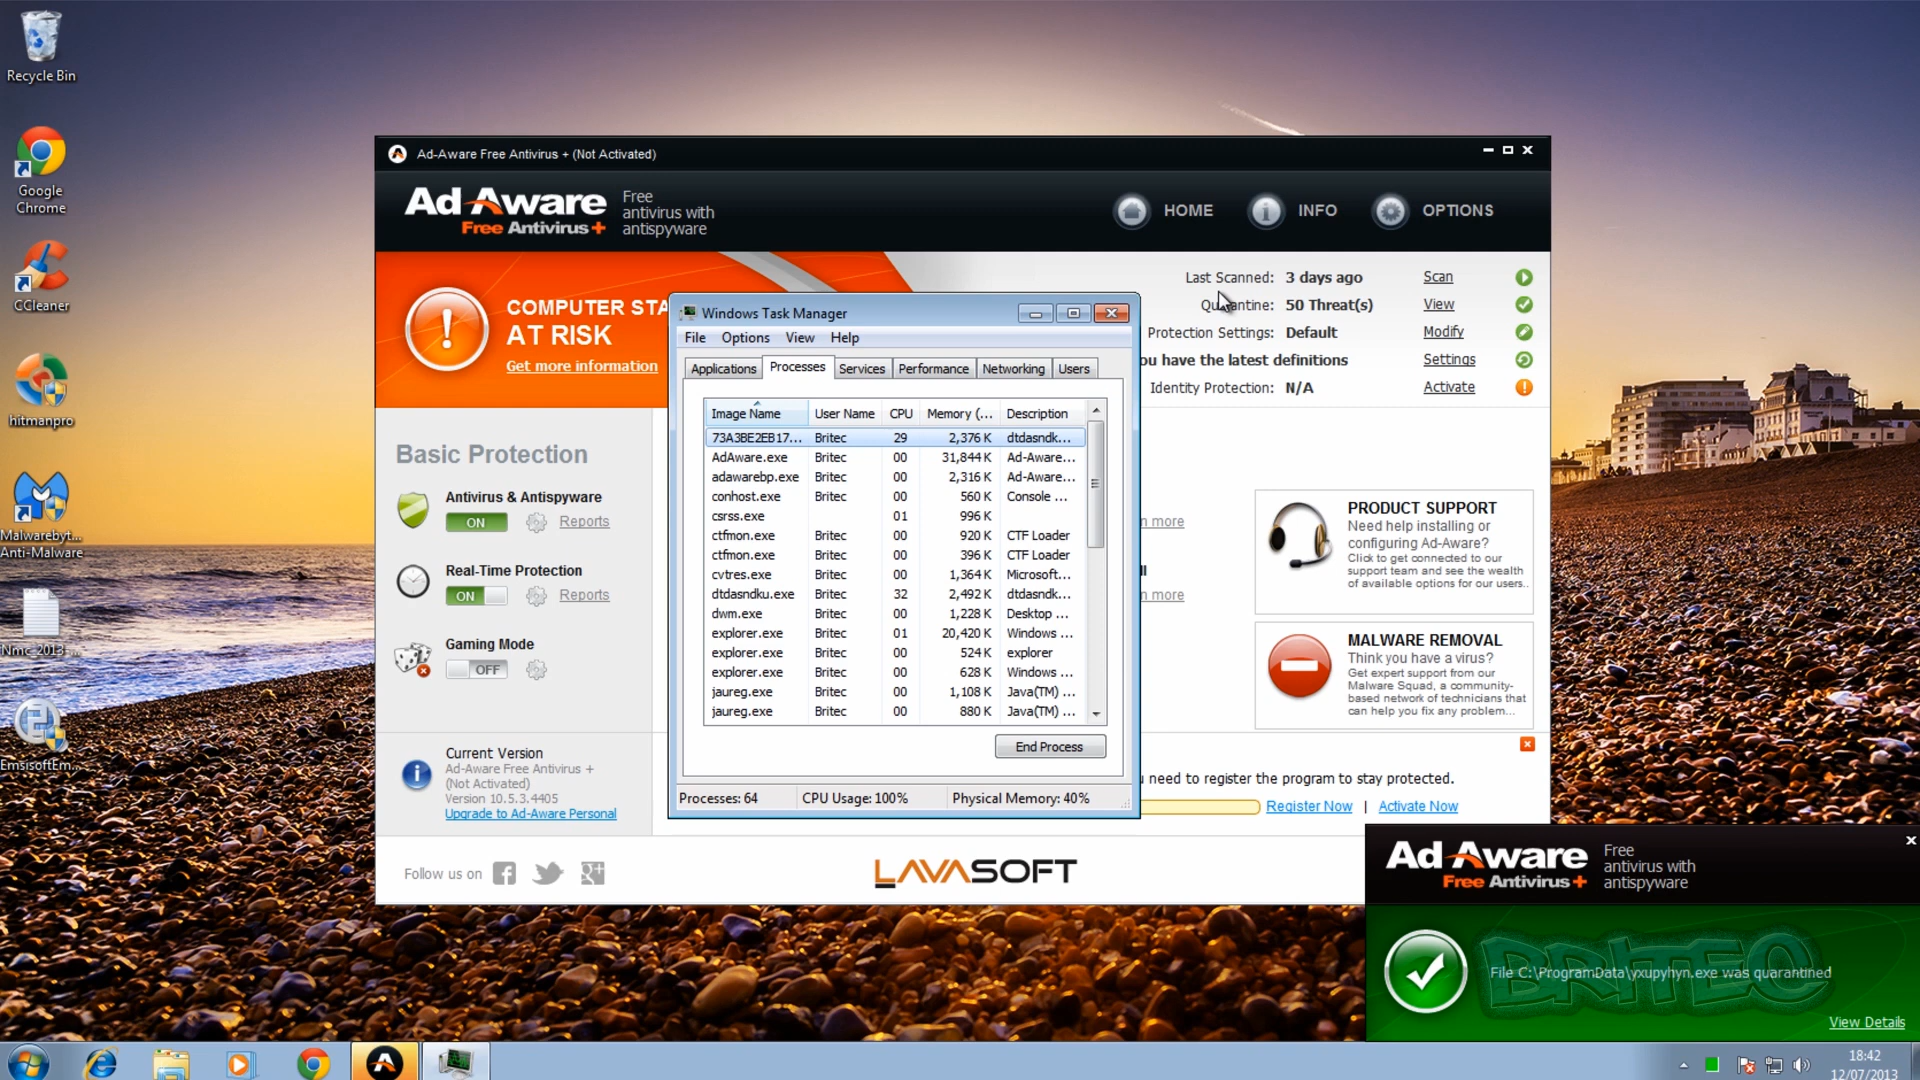 Recycle Bin
Google
Chrome
CCleaner
hitmanpro
Malwarebyt...
Anti-Malware
Nmc_2013-...
EmsisoftEm...
Ad-Aware Free Antivirus + (Not Activated)
Ad-Aware
Free Antivirus+
Free
antivirus with
antispyware
HOME
INFO
OPTIONS
COMPUTER STA
AT RISK
Get more information
Last Scanned: 3 days ago Scan
Quarantine: 50 Threat(s) View
Protection Settings: Default Modify
ou have the latest definitions Settings
Identity Protection: N/A Activate
Basic Protection
Antivirus & Antispyware
ON Reports
Real-Time Protection
ON Reports
Gaming Mode
OFF
Current Version
Ad-Aware Free Antivirus +
(Not Activated)
Version 10.5.3.4405
Upgrade to Ad-Aware Personal
Windows Task Manager
File Options View Help
Applications Processes Services Performance Networking Users
Image Name User Name CPU Memory (... Description
73A3BE2EB17... Britec 29 2,376 K dtdasndk...
AdAware.exe Britec 00 31,844 K Ad-Aware...
adawarebp.exe Britec 00 2,316 K Ad-Aware...
conhost.exe Britec 00 560 K Console ...
csrss.exe 01 996 K
ctfmon.exe Britec 00 920 K CTF Loader
ctfmon.exe Britec 00 396 K CTF Loader
cvtres.exe Britec 00 1,364 K Microsoft...
dtdasndku.exe Britec 32 2,492 K dtdasndk...
dwm.exe Britec 00 1,228 K Desktop ...
explorer.exe Britec 01 20,420 K Windows ...
explorer.exe Britec 00 524 K explorer
explorer.exe Britec 00 628 K Windows ...
jaureg.exe Britec 00 1,108 K Java(TM) ...
jaureg.exe Britec 00 880 K Java(TM) ...
End Process
Processes: 64 CPU Usage: 100% Physical Memory: 40%
n more
ll
n more
PRODUCT SUPPORT
Need help installing or
configuring Ad-Aware?
Click to get connected to our
support team and see the wealth
of available options for our users..
MALWARE REMOVAL
Think you have a virus?
Get expert support from our
Malware Squad, a community-
based network of technicians that
can help you fix any problem...
u need to register the program to stay protected.
Register Now | Activate Now
Follow us on
LAVASOFT
Ad-Aware
Free Antivirus+
Free
antivirus with
antispyware
BRITEC
File C:\ProgramData\yxupyhyn.exe was quarantined
View Details
18:42
12/07/2013